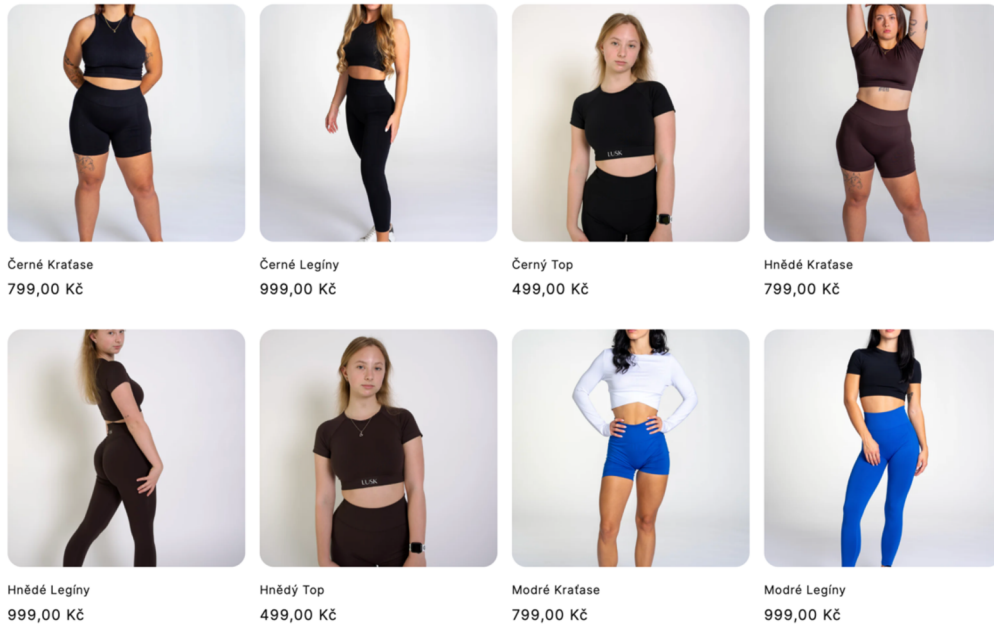 LUSK
Černé Kraťase
799,00 Kč
Černé Legíny
999,00 Kč
Černý Top
499,00 Kč
Hnědé Kraťase
799,00 Kč
LUSK
Hnědé Legíny
999,00 Kč
Hnědý Top
499,00 Kč
Modré Kraťase
799,00 Kč
Modré Legíny
999,00 Kč